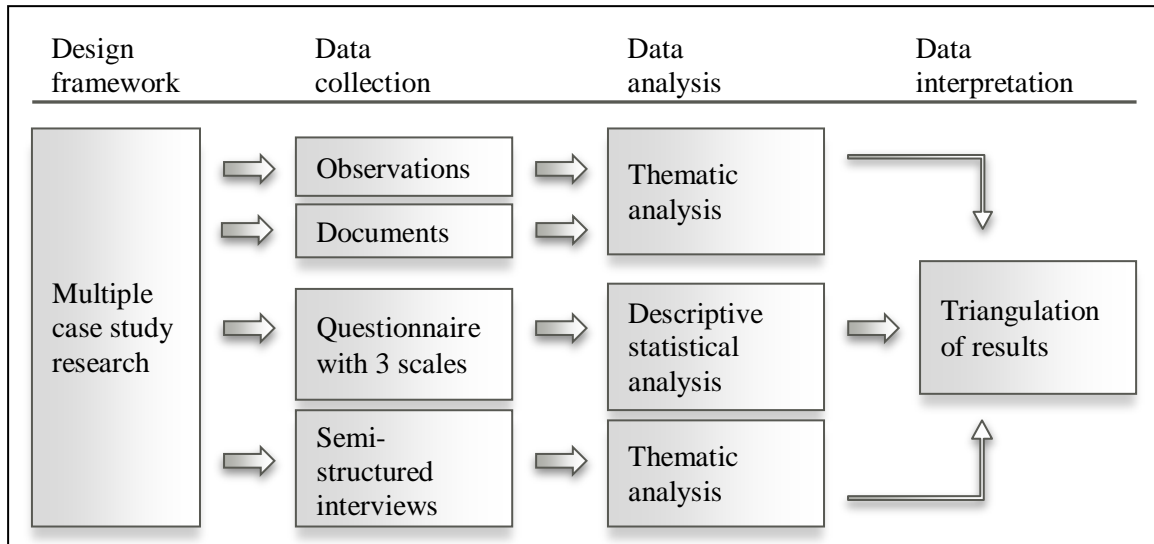 Design
framework
Data
collection
Data
analysis
Data
interpretation
Multiple
case study
research
Observations
Documents
Questionnaire
with 3 scales
Semi-
structured
interviews
Thematic
analysis
Descriptive
statistical
analysis
Thematic
analysis
Triangulation
of results